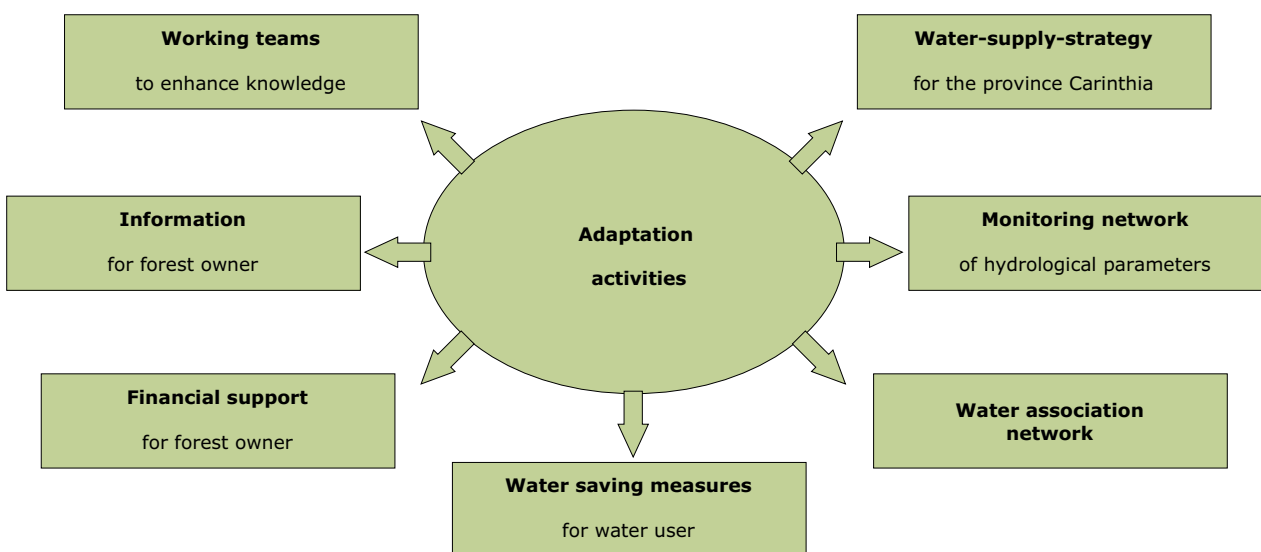 Working teams
to enhance knowledge
Water-supply-strategy
for the province Carinthia
Information
for forest owner
Adaptation
activities
Monitoring network
of hydrological parameters
Financial support
for forest owner
Water association
network
Water saving measures
for water user